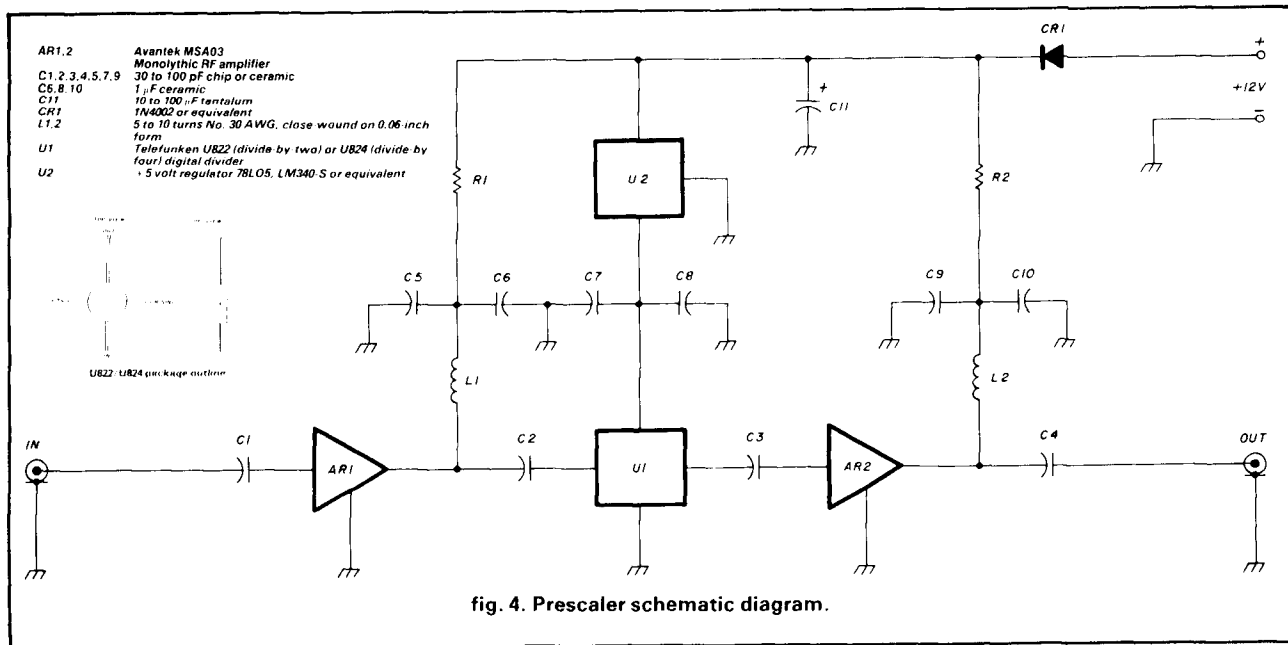 AR1,2 Avantek MSA03
Monolythic RF amplifier
C1,2,3,4,5,7,9 30 to 100 pF chip or ceramic
C6,8,10 1 µF ceramic
C11 10 to 100 µF tantalum
CR1 1N4002 or equivalent
L1,2 5 to 10 turns No. 30 AWG, close-wound on 0.06-inch
form
U1 Telefunken U822 (divide-by-two) or U824 (divide by
four) digital divider
U2 + 5 volt regulator 78L05, LM340-5 or equivalent
U822/U824 package outline
CR1
+
+12V
−
C11
+
R1
U2
R2
C5
C6
C7
C8
C9
C10
L1
L2
IN
C1
AR1
C2
U1
C3
AR2
C4
OUT
fig. 4. Prescaler schematic diagram.